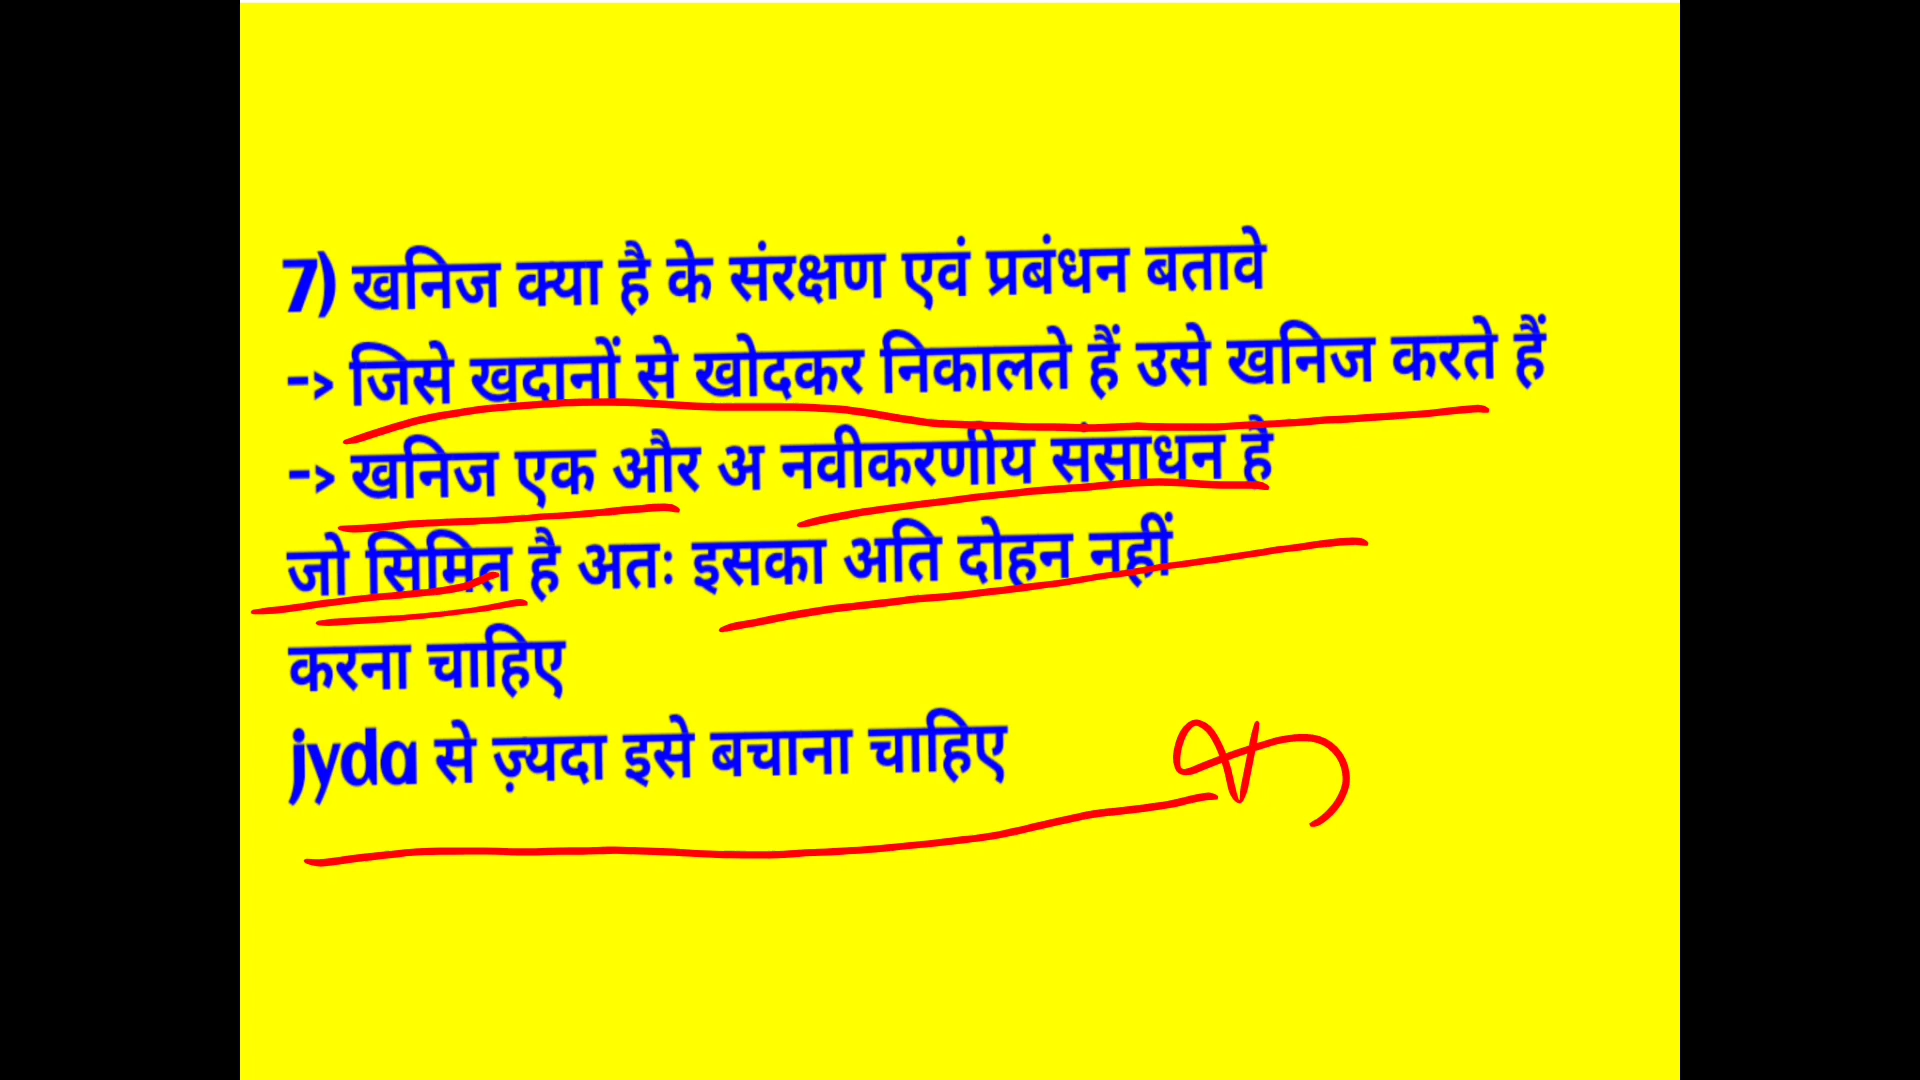 7) खनिज क्या है के संरक्षण एवं प्रबंधन बतावे
-> जिसे खदानों से खोदकर निकालते हैं उसे खनिज करते हैं
-> खनिज एक और अ नवीकरणीय संसाधन है
जो सिमित है अतः इसका अति दोहन नहीं
करना चाहिए
jyda से ज़्यदा इसे बचाना चाहिए